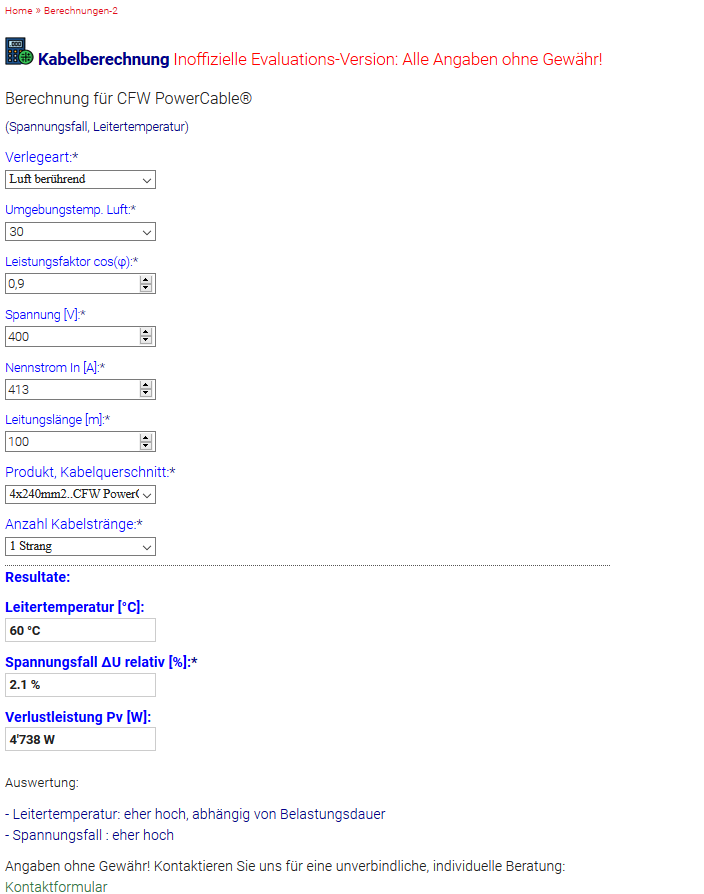 Home » Berechnungen-2
Kabelberechnung Inoffizielle Evaluations-Version: Alle Angaben ohne Gewähr!
Berechnung für CFW PowerCable®
(Spannungsfall, Leitertemperatur)
Verlegeart:*
Luft berührend
Umgebungstemp. Luft:*
30
Leistungsfaktor cos(φ):*
0,9
Spannung [V]:*
400
Nennstrom In [A]:*
413
Leitungslänge [m]:*
100
Produkt, Kabelquerschnitt:*
4x240mm2..CFW Power
Anzahl Kabelstränge:*
1 Strang
Resultate:
Leitertemperatur [°C]:
60 °C
Spannungsfall ΔU relativ [%]:*
2.1 %
Verlustleistung Pv [W]:
4'738 W
Auswertung:
- Leitertemperatur: eher hoch, abhängig von Belastungsdauer
- Spannungsfall : eher hoch
Angaben ohne Gewähr! Kontaktieren Sie uns für eine unverbindliche, individuelle Beratung:
Kontaktformular